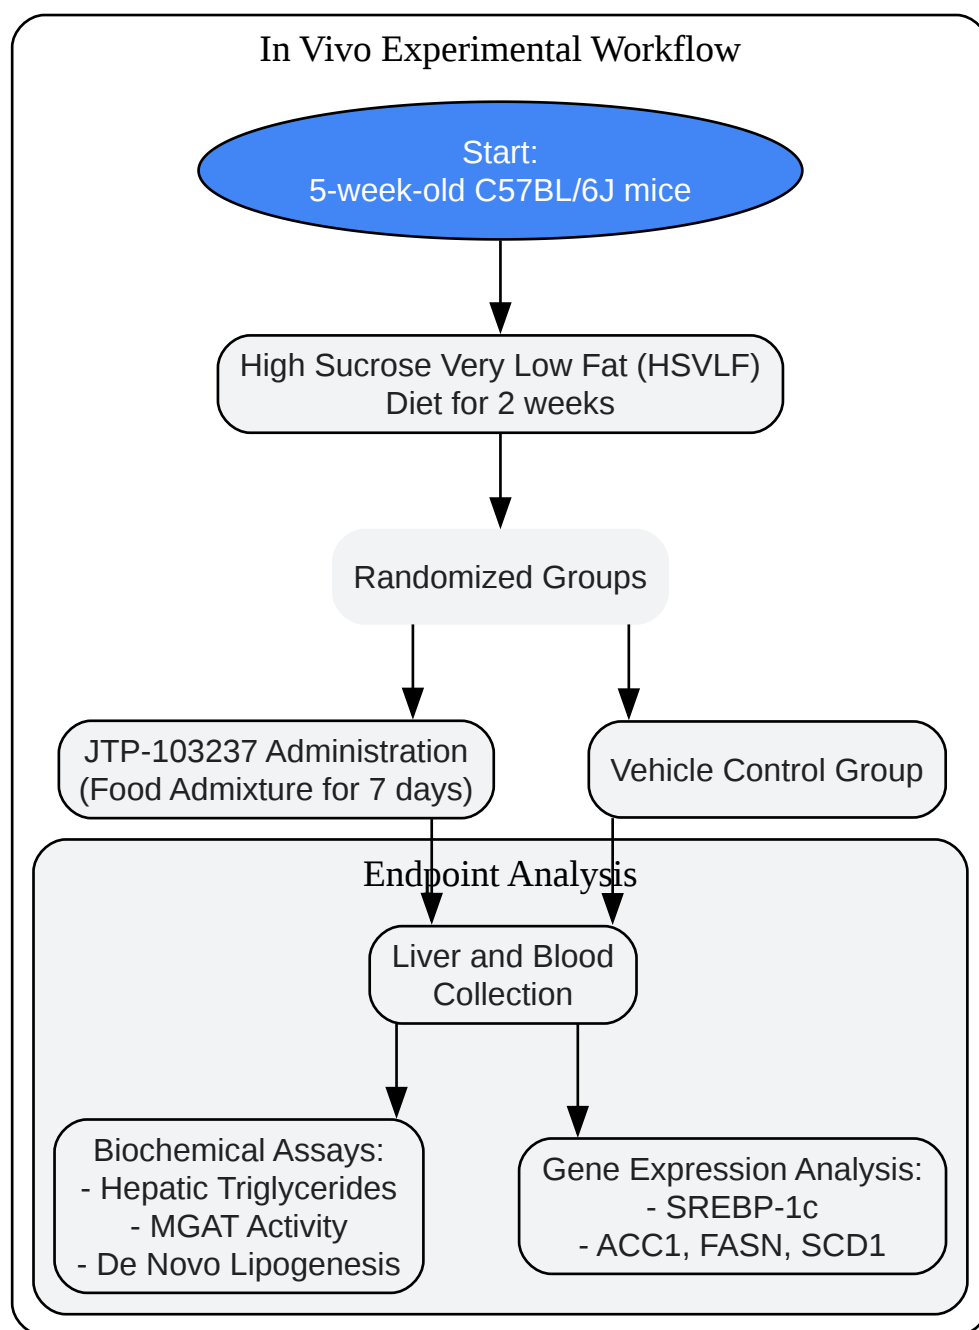 In Vivo Experimental Workflow
Start:
5-week-old C57BL/6J mice
High Sucrose Very Low Fat (HSVLF)
Diet for 2 weeks
Randomized Groups
JTP-103237 Administration
(Food Admixture for 7 days)
Vehicle Control Group
Endpoint Analysis
Liver and Blood
Collection
Biochemical Assays:
- Hepatic Triglycerides
- MGAT Activity
- De Novo Lipogenesis
Gene Expression Analysis:
- SREBP-1c
- ACC1, FASN, SCD1